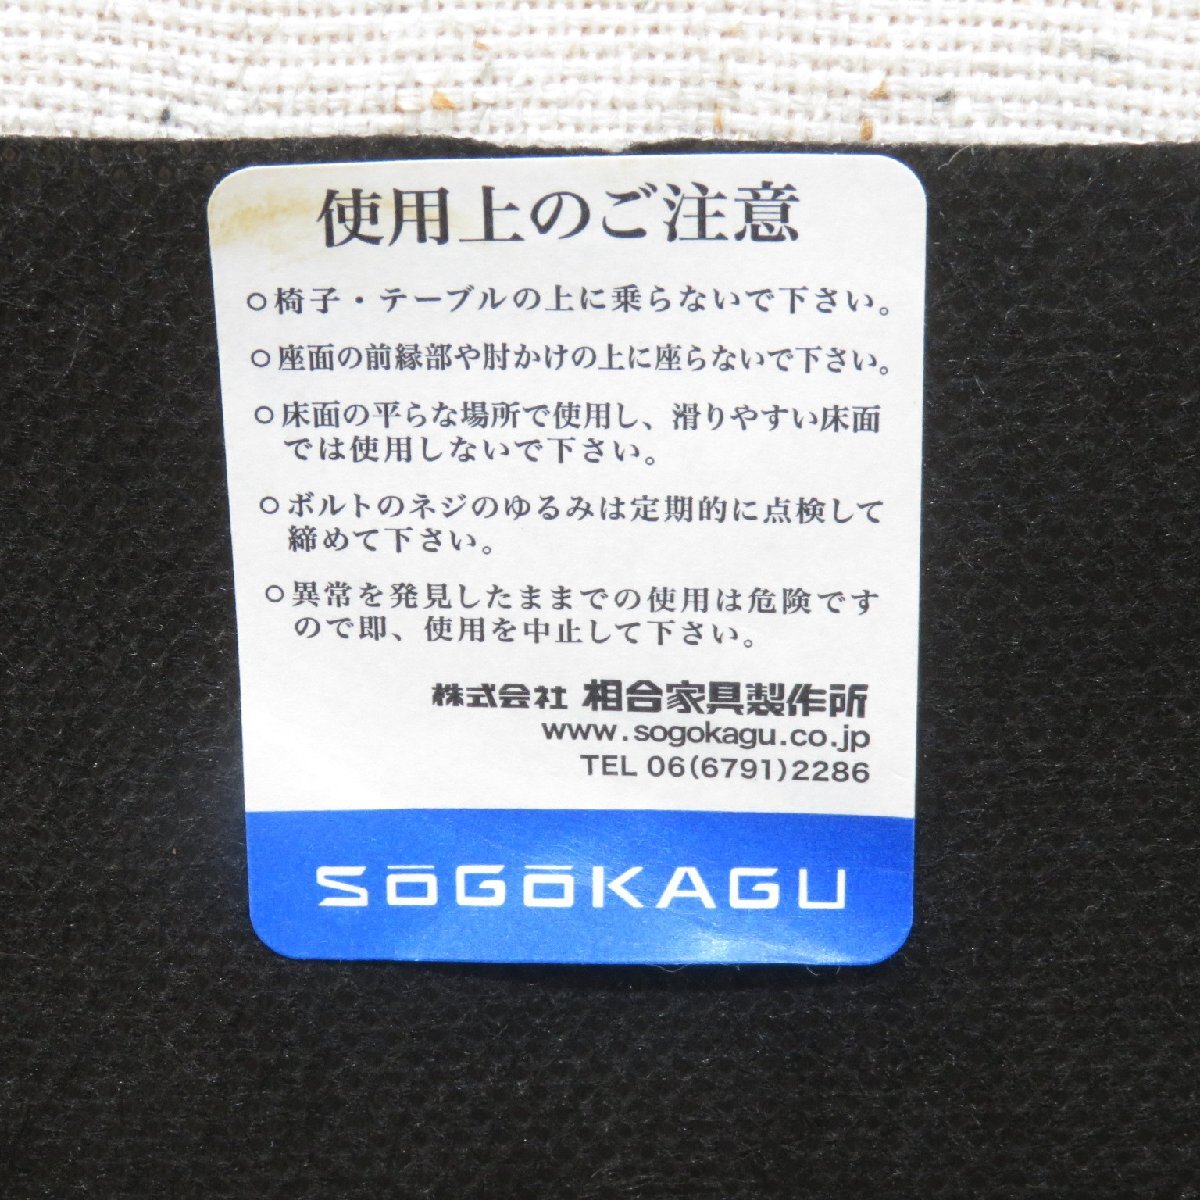 使用上のご注意
○椅子・テーブルの上に乗らないで下さい。
○座面の前縁部や肘かけの上に座らないで下さい。
○床面の平らな場所で使用し、滑りやすい床面
では使用しないで下さい。
○ボルトのネジのゆるみは定期的に点検して
締めて下さい。
○異常を発見したままでの使用は危険です
ので即、使用を中止して下さい。
株式会社 相合家具製作所
www.sogokagu.co.jp
TEL 06(6791)2286
SōGōKAGU